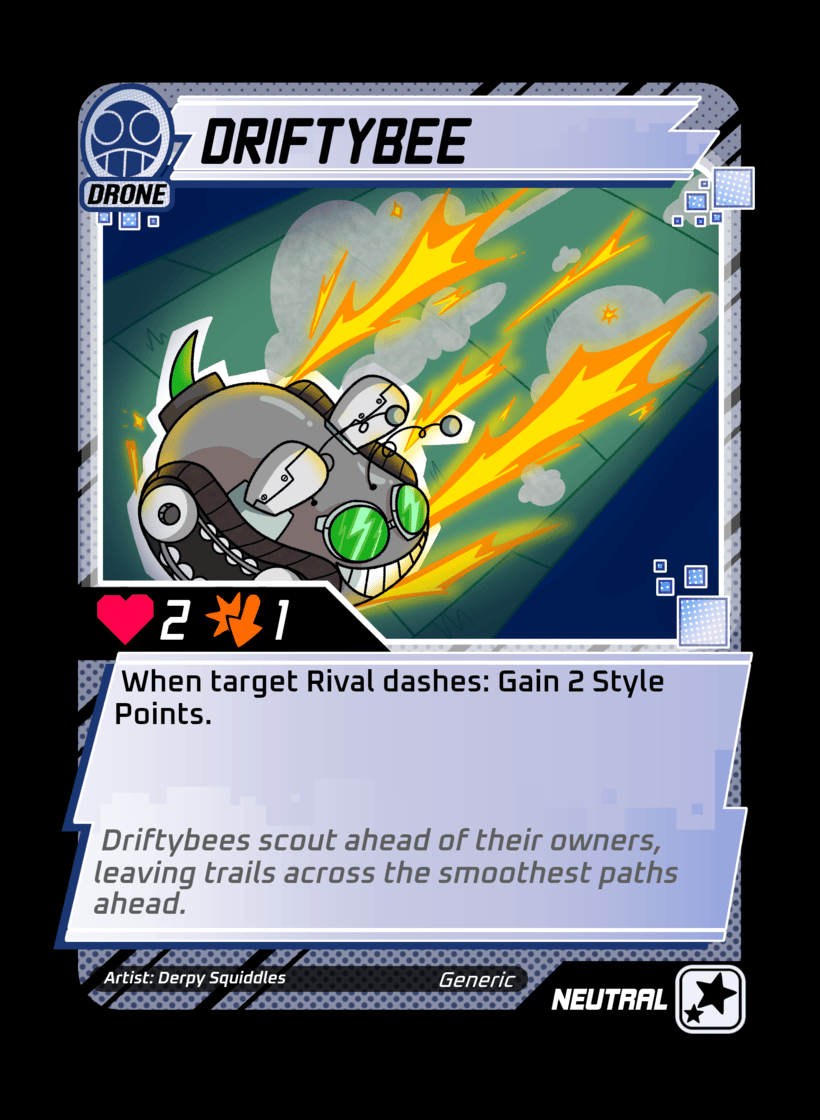 DRIFTYBEE
DRONE
2 1
When target Rival dashes: Gain 2 Style
Points.
Driftybees scout ahead of their owners,
leaving trails across the smoothest paths
ahead.
Artist: Derpy Squiddles
Generic
NEUTRAL